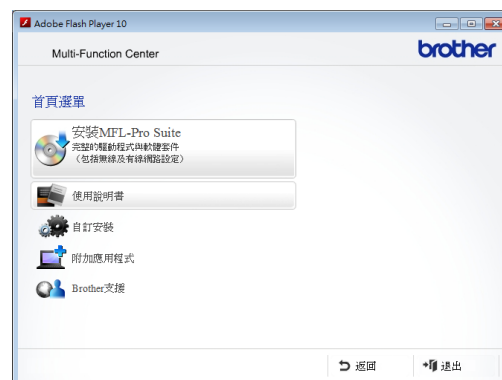 Adobe Flash Player 10
Multi-Function Center
brother
首頁選單
安裝MFL-Pro Suite
完整的驅動程式與軟體套件
（包括無線及有線網路設定）
使用說明書
自訂安裝
附加應用程式
Brother支援
返回
退出